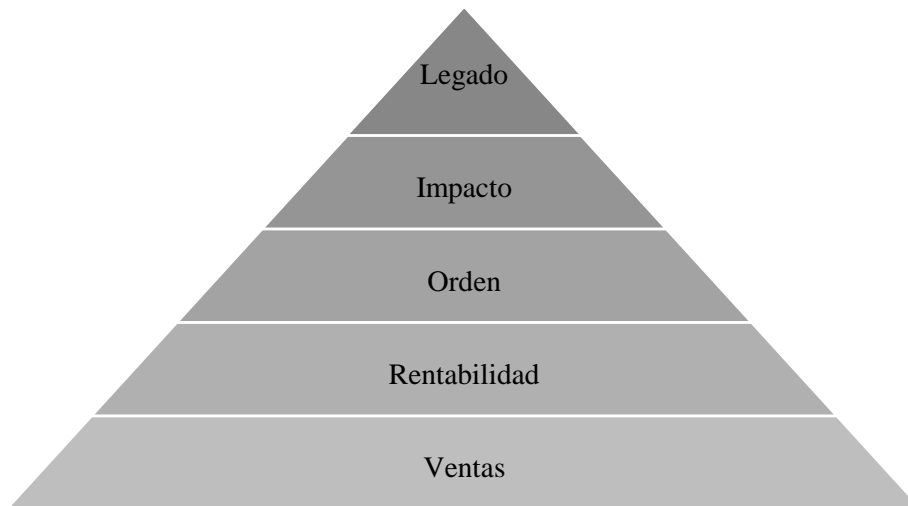 Legado
Impacto
Orden
Rentabilidad
Ventas